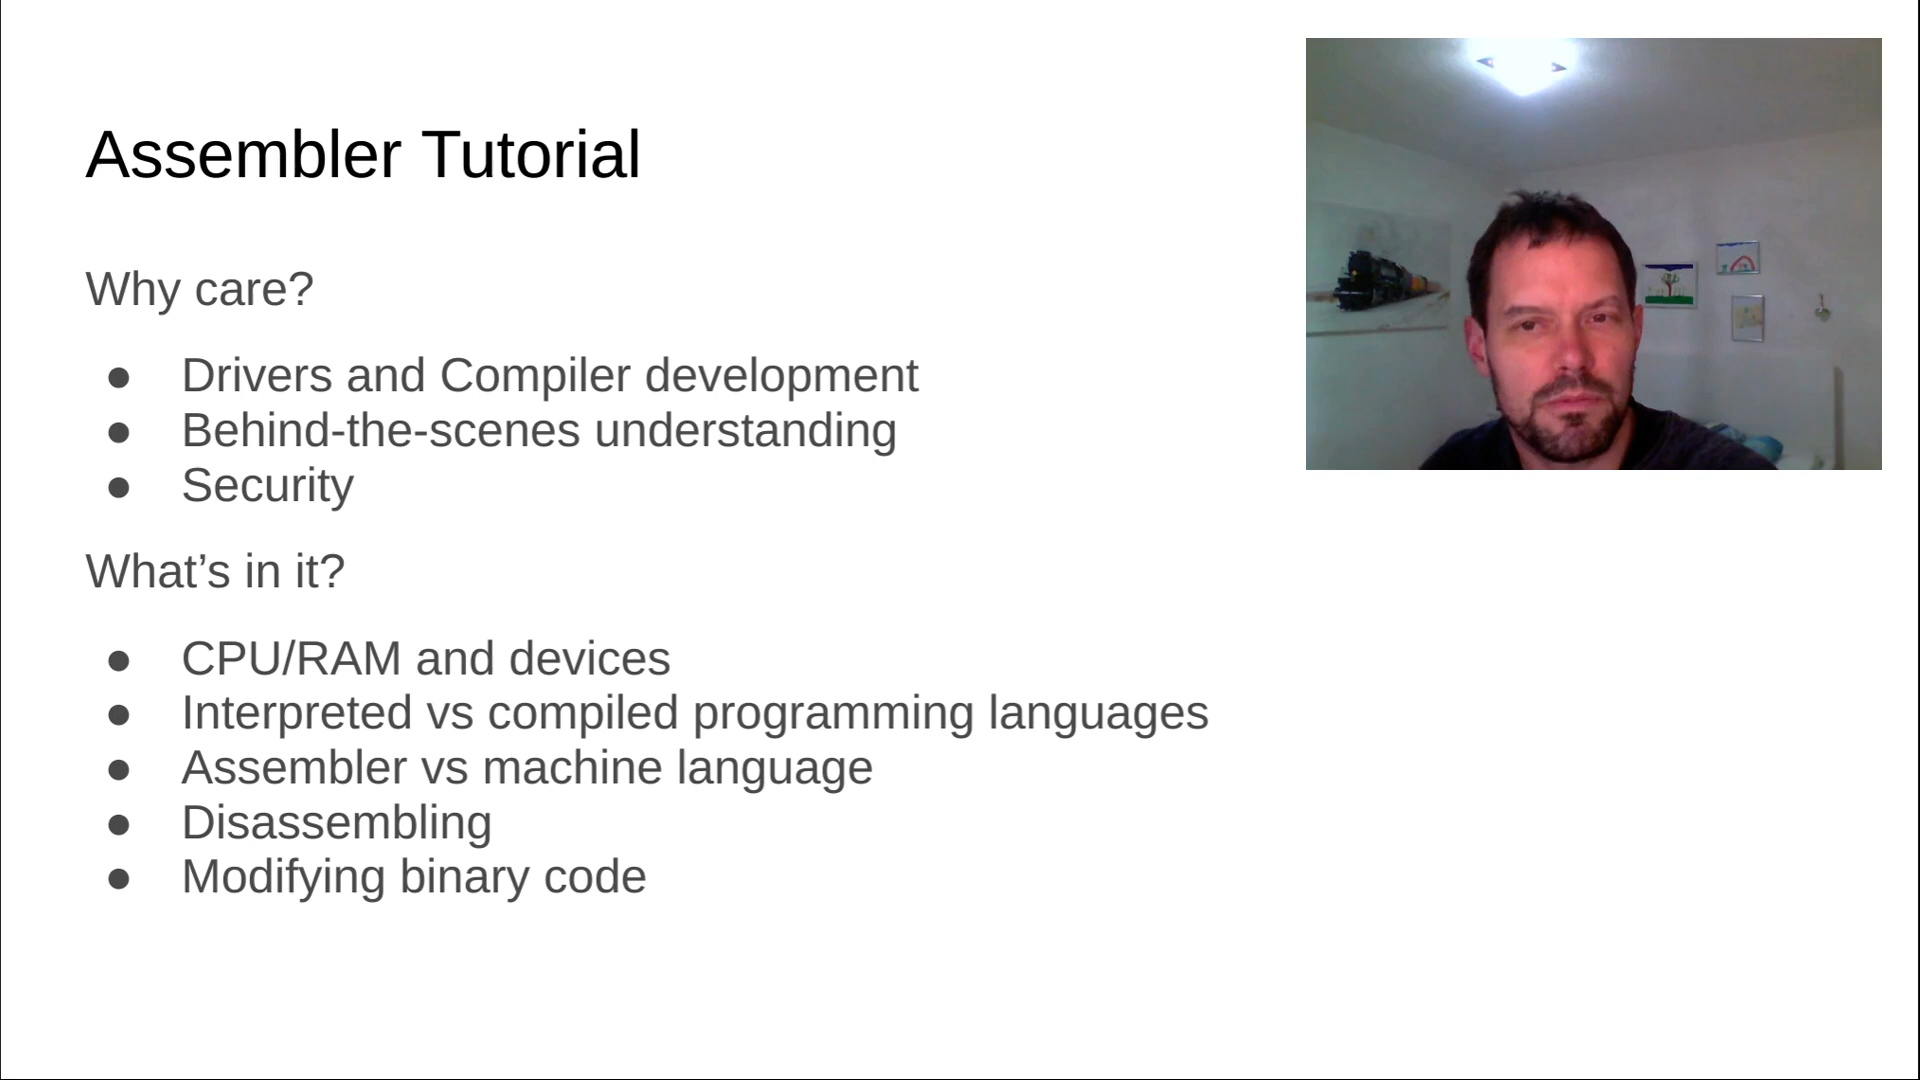 Assembler Tutorial
Why care?
● Drivers and Compiler development
● Behind-the-scenes understanding
● Security
What’s in it?
● CPU/RAM and devices
● Interpreted vs compiled programming languages
● Assembler vs machine language
● Disassembling
● Modifying binary code